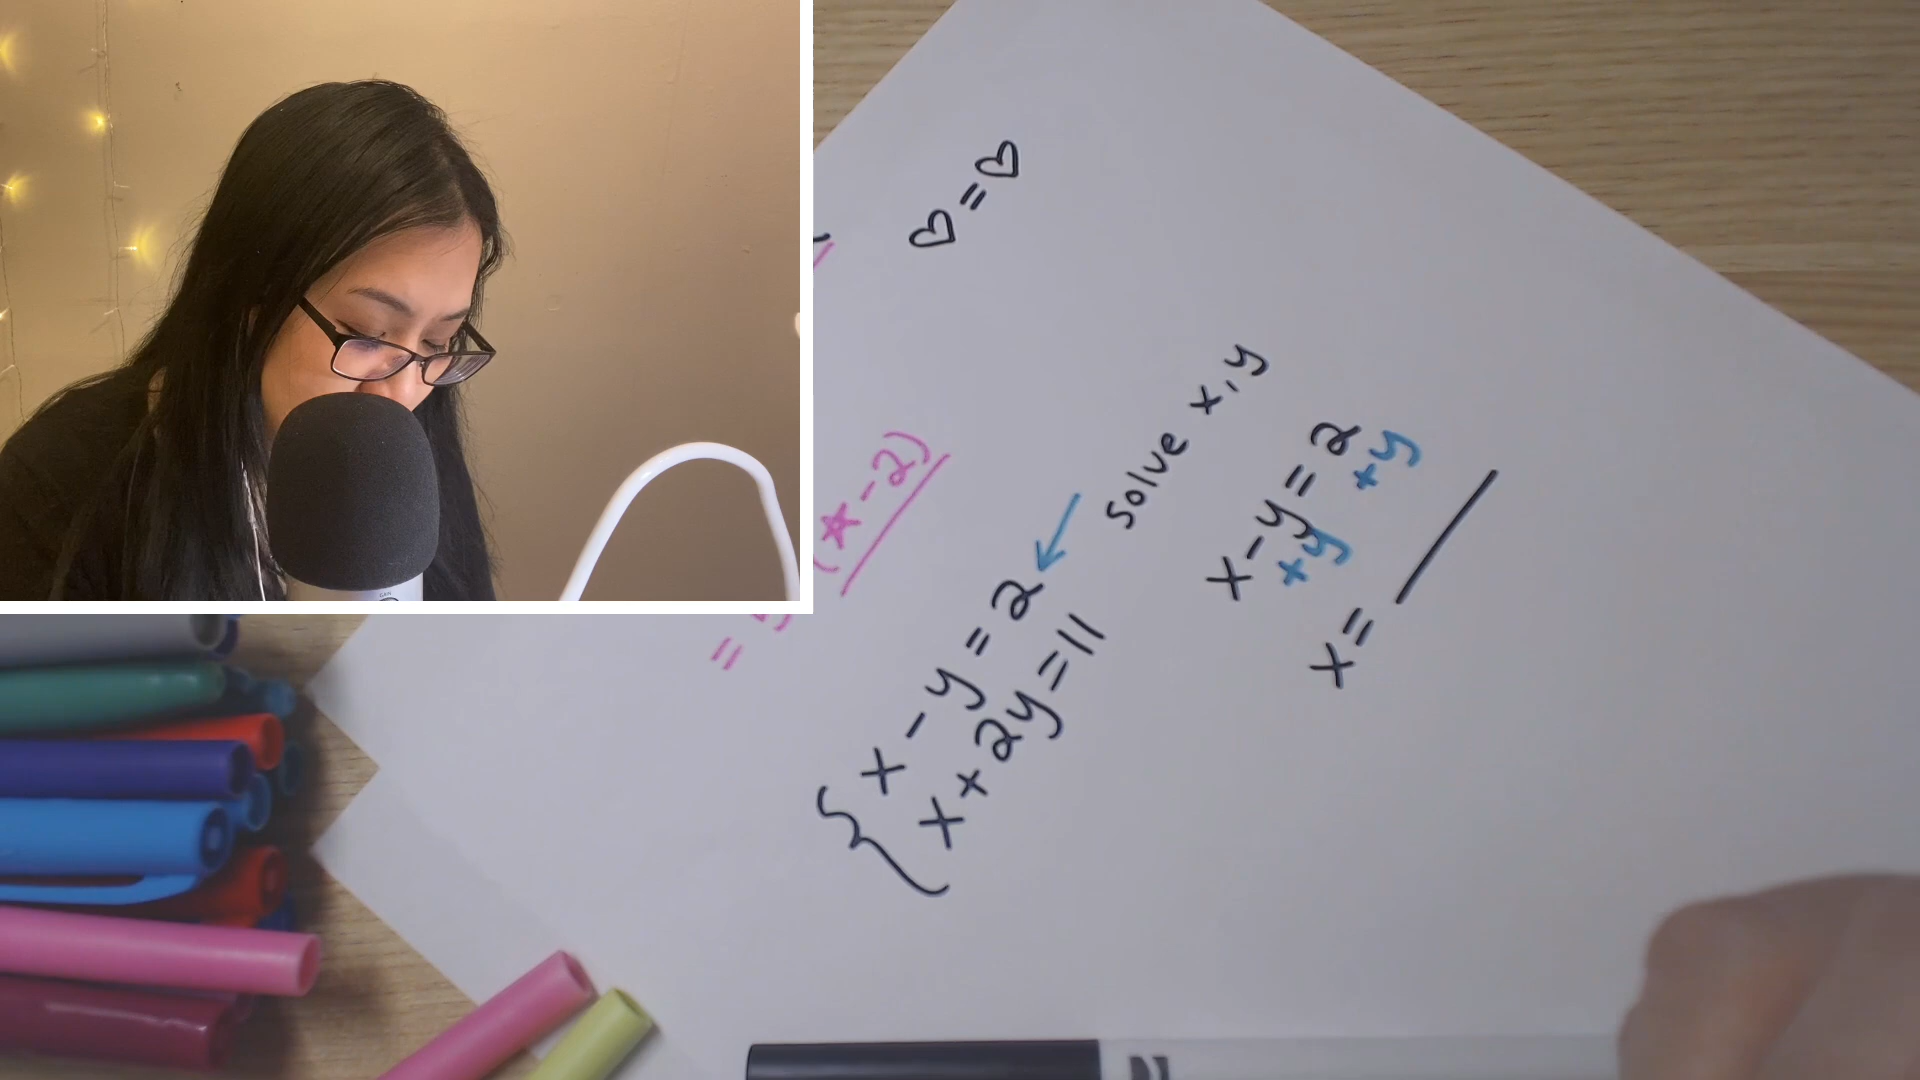 ♡=♡
(☆-2)
=
x-y=2
x+2y=11
solve x,y
x-y=2
+y +y
x=